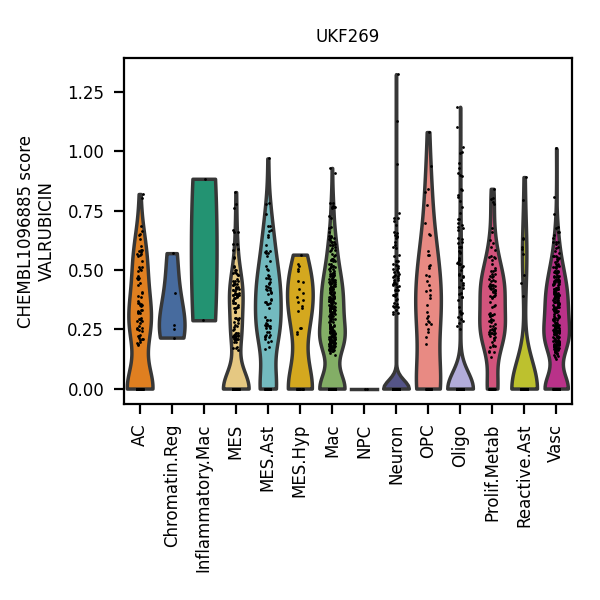 UKF269
CHEMBL1096885 score
VALRUBICIN
1.25
1.00
0.75
0.50
0.25
0.00
AC
Chromatin.Reg
Inflammatory.Mac
MES
MES.Ast
MES.Hyp
Mac
NPC
Neuron
OPC
Oligo
Prolif.Metab
Reactive.Ast
Vasc